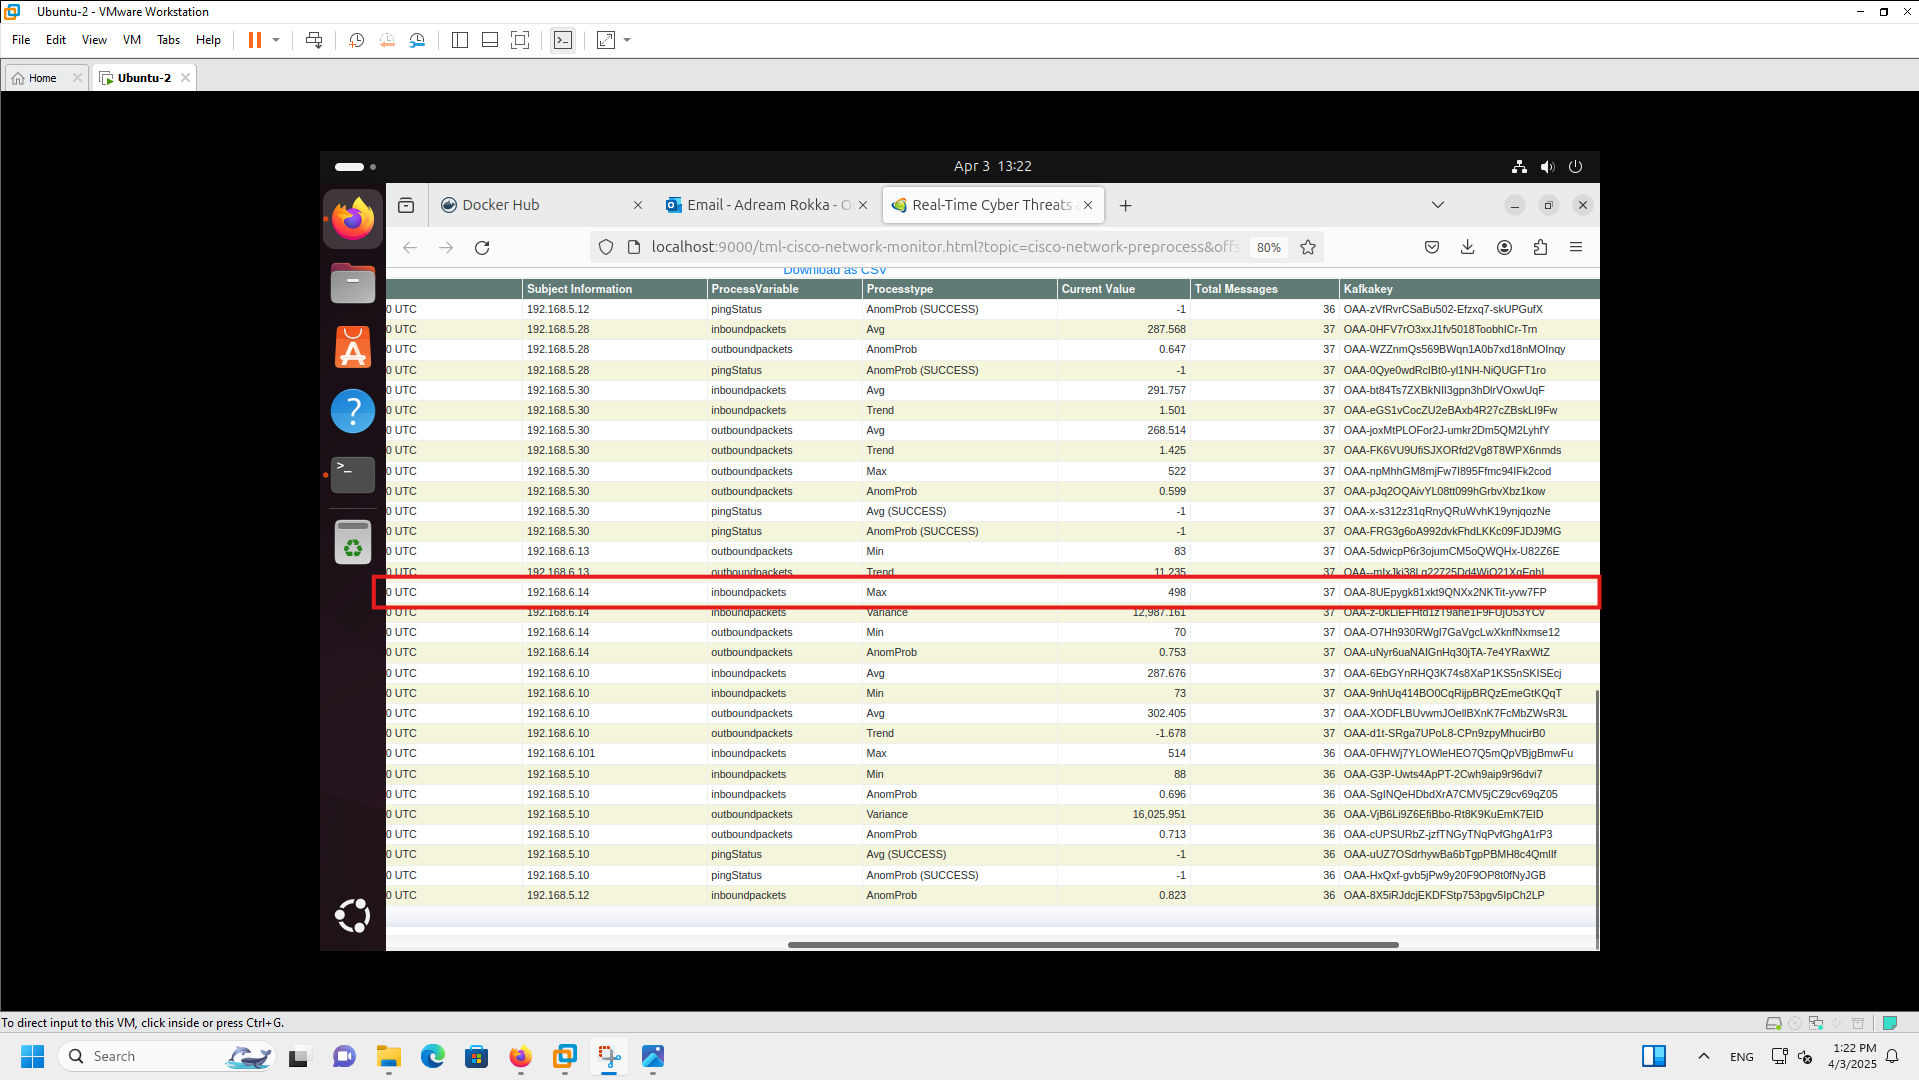 Ubuntu-2 - VMware Workstation
File Edit View VM Tabs Help
Home Ubuntu-2
Apr 3 13:22
Docker Hub Email - Adream Rokka - O Real-Time Cyber Threats
localhost:9000/tml-cisco-network-monitor.html?topic=cisco-network-preprocess&offs 80%
Download as CSV
Subject Information ProcessVariable Processtype Current Value Total Messages Kafkakey
0 UTC 192.168.5.12 pingStatus AnomProb (SUCCESS) -1 36 OAA-zVfRvrCSaBu502-Efzxq7-skUPGufX
0 UTC 192.168.5.28 inboundpackets Avg 287.568 37 OAA-0HFV7rO3xxJ1fv5018ToobhICr-Trn
0 UTC 192.168.5.28 outboundpackets AnomProb 0.647 37 OAA-WZZnmQs569BWqn1A0b7xd18nMOInqy
0 UTC 192.168.5.28 pingStatus AnomProb (SUCCESS) -1 37 OAA-0Qye0wdRcIBt0-yl1NH-NiQUGFT1ro
0 UTC 192.168.5.30 inboundpackets Avg 291.757 37 OAA-bt84Ts7ZXBkNII3gpn3hDlrVOxwUqF
0 UTC 192.168.5.30 inboundpackets Trend 1.501 37 OAA-eGS1vCocZU2eBAxb4R27cZBskLI9Fw
0 UTC 192.168.5.30 outboundpackets Avg 268.514 37 OAA-joxMtPLOFor2J-umkr2Dm5QM2LyhfY
0 UTC 192.168.5.30 outboundpackets Trend 1.425 37 OAA-FK6VU9UfiSJXORfd2Vg8T8WPX6nmds
0 UTC 192.168.5.30 outboundpackets Max 522 37 OAA-npMhhGM8mjFw7I895Ffmc94IFk2cod
0 UTC 192.168.5.30 outboundpackets AnomProb 0.599 37 OAA-pJq2OQAivYL08tt099hGrbvXbz1kow
0 UTC 192.168.5.30 pingStatus Avg (SUCCESS) -1 37 OAA-x-s312z31qRnyQRuWvhK19ynjqozNe
0 UTC 192.168.5.30 pingStatus AnomProb (SUCCESS) -1 37 OAA-FRG3g6oA992dvkFhdLKKc09FJDJ9MG
0 UTC 192.168.6.13 outboundpackets Min 83 37 OAA-5dwicpP6r3ojumCM5oQWQHx-U82Z6E
0 UTC 192.168.6.13 outboundpackets Trend 11.235 37
0 UTC 192.168.6.14 inboundpackets Max 498 37 OAA-8UEpygk81xkt9QNXx2NKTit-yvw7FP
0 UTC 192.168.6.14 inboundpackets Variance 12,987.161 37
0 UTC 192.168.6.14 outboundpackets Min 70 37 OAA-O7Hh930RWgl7GaVgcLwXknfNxmse12
0 UTC 192.168.6.14 outboundpackets AnomProb 0.753 37 OAA-uNyr6uaNAIGnHq30jTA-7e4YRaxWtZ
0 UTC 192.168.6.10 inboundpackets Avg 287.676 37 OAA-6EbGYnRHQ3K74s8XaP1KS5nSKISEcj
0 UTC 192.168.6.10 inboundpackets Min 73 37 OAA-9nhUq414BO0CqRijpBRQzEmeGtKQqT
0 UTC 192.168.6.10 outboundpackets Avg 302.405 37 OAA-XODFLBUvwmJOellBXnK7FcMbZWsR3L
0 UTC 192.168.6.10 outboundpackets Trend -1.678 37 OAA-d1t-SRga7UPoL8-CPn9zpyMhucirB0
0 UTC 192.168.6.101 inboundpackets Max 514 36 OAA-0FHWj7YLOWleHEO7Q5mQpVBjgBmwFu
0 UTC 192.168.5.10 inboundpackets Min 88 36 OAA-G3P-Uwts4ApPT-2Cwh9aip9r96dvi7
0 UTC 192.168.5.10 inboundpackets AnomProb 0.696 36 OAA-SgINQeHDbdXrA7CMV5jCZ9cv69qZ05
0 UTC 192.168.5.10 outboundpackets Variance 16,025.951 36 OAA-VjB6Li9Z6EfiBbo-Rt8K9KuEmK7EID
0 UTC 192.168.5.10 outboundpackets AnomProb 0.713 36 OAA-cUPSURbZ-jzfTNGyTNqPvfGhgA1rP3
0 UTC 192.168.5.10 pingStatus Avg (SUCCESS) -1 36 OAA-uUZ7OSdrhywBa6bTgpPBMH8c4QmlIf
0 UTC 192.168.5.10 pingStatus AnomProb (SUCCESS) -1 36 OAA-HxQxf-gvb5jPw9y20F9OP8t0fNyJGB
0 UTC 192.168.5.12 inboundpackets AnomProb 0.823 36 OAA-8X5iRJdcjEKDFStp753pgv5IpCh2LP
To direct input to this VM, click inside or press Ctrl+G.
Search
ENG
1:22 PM
4/3/2025